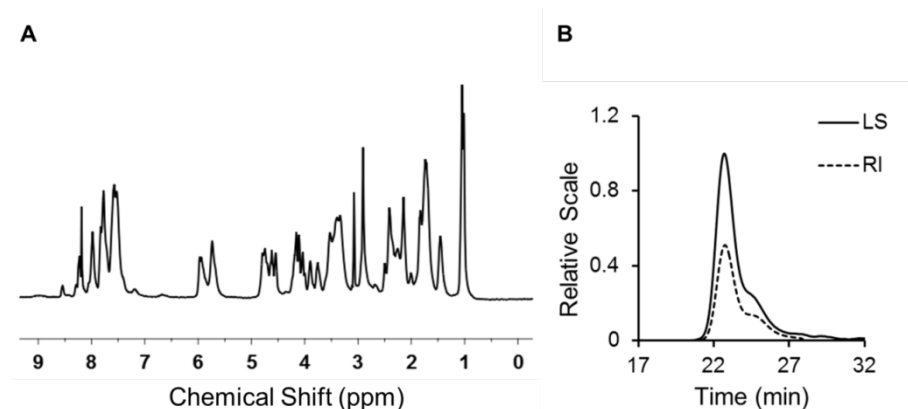 A
9 8 7 6 5 4 3 2 1 0
Chemical Shift (ppm)
B
1.2
0.8
0.4
0
Relative Scale
LS
RI
17 22 27 32
Time (min)